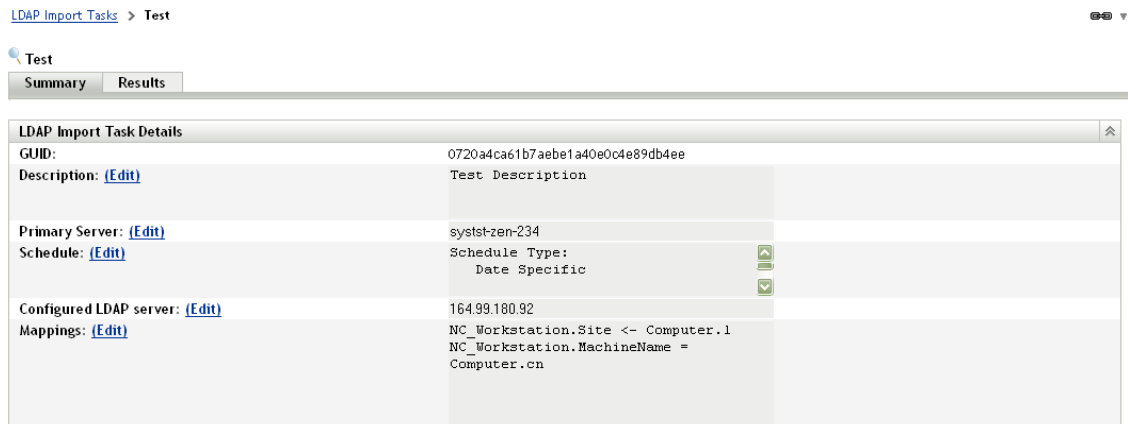 LDAP Import Tasks > Test
Test
Summary Results
LDAP Import Task Details
GUID: 0720a4ca61b7aebe1a40e0c4e89db4ee
Description: (Edit) Test Description
Primary Server: (Edit) systst-zen-234
Schedule: (Edit) Schedule Type:
Date Specific
Configured LDAP server: (Edit) 164.99.180.92
Mappings: (Edit) NC_Workstation.Site <- Computer.l
NC_Workstation.MachineName =
Computer.cn